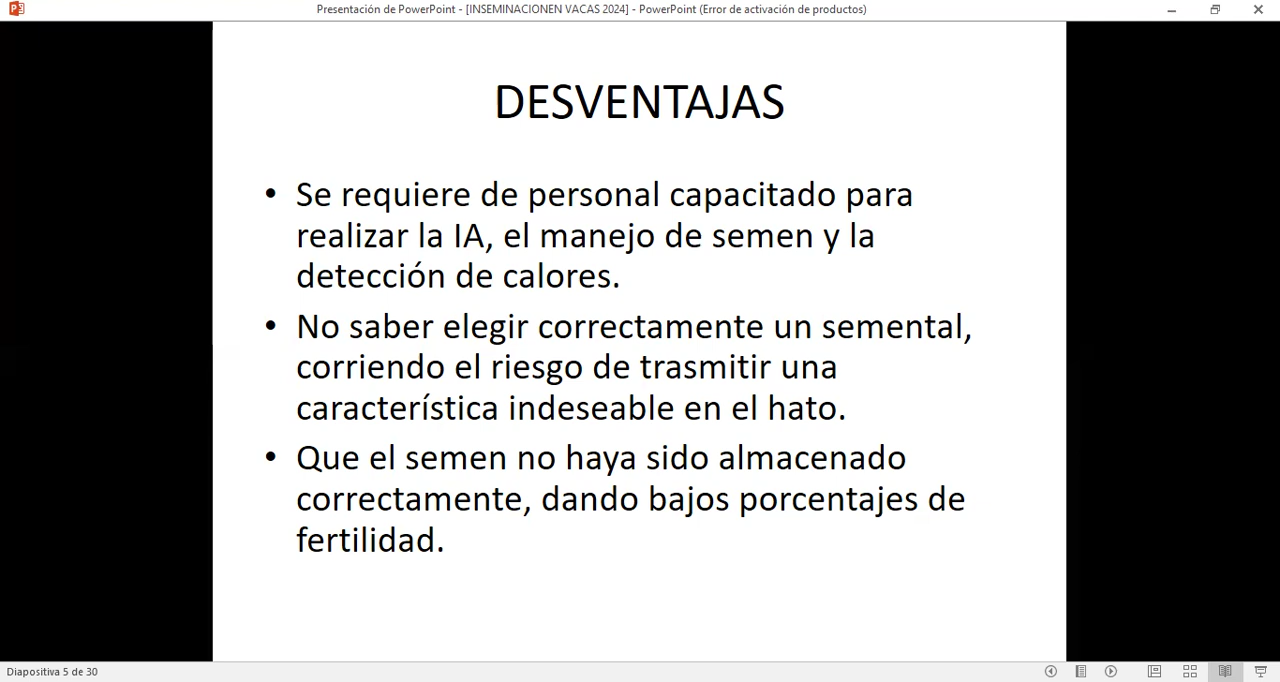 Presentación de PowerPoint - [INSEMINACIONEN VACAS 2024] - PowerPoint (Error de activación de productos)
DESVENTAJAS
• Se requiere de personal capacitado para
realizar la IA, el manejo de semen y la
detección de calores.
• No saber elegir correctamente un semental,
corriendo el riesgo de trasmitir una
característica indeseable en el hato.
• Que el semen no haya sido almacenado
correctamente, dando bajos porcentajes de
fertilidad.
Diapositiva 5 de 30